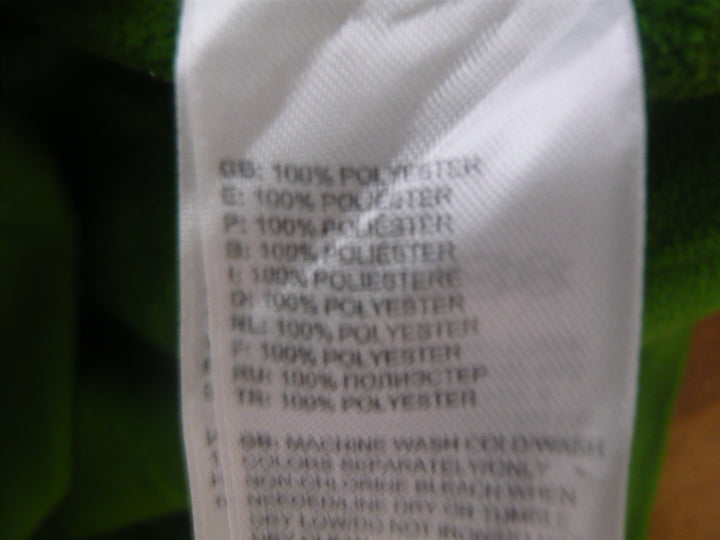 GB: 100% POLYESTER
E: 100% POLIÉSTER
P: 100% POLIÉSTER
B: 100% POLIÉSTER
I: 100% POLIESTERE
D: 100% POLYESTER
NL: 100% POLYESTER
F: 100% POLYESTER
RU: 100% ПОЛИЭСТЕР
TR: 100% POLYESTER
GB: MACHINE WASH COLD/WASH
COLORS SEPARATELY/ONLY
NON-CHLORINE BLEACH WHEN
NEEDED/LINE DRY OR TUMBLE
DRY LOW/DO NOT IRON/